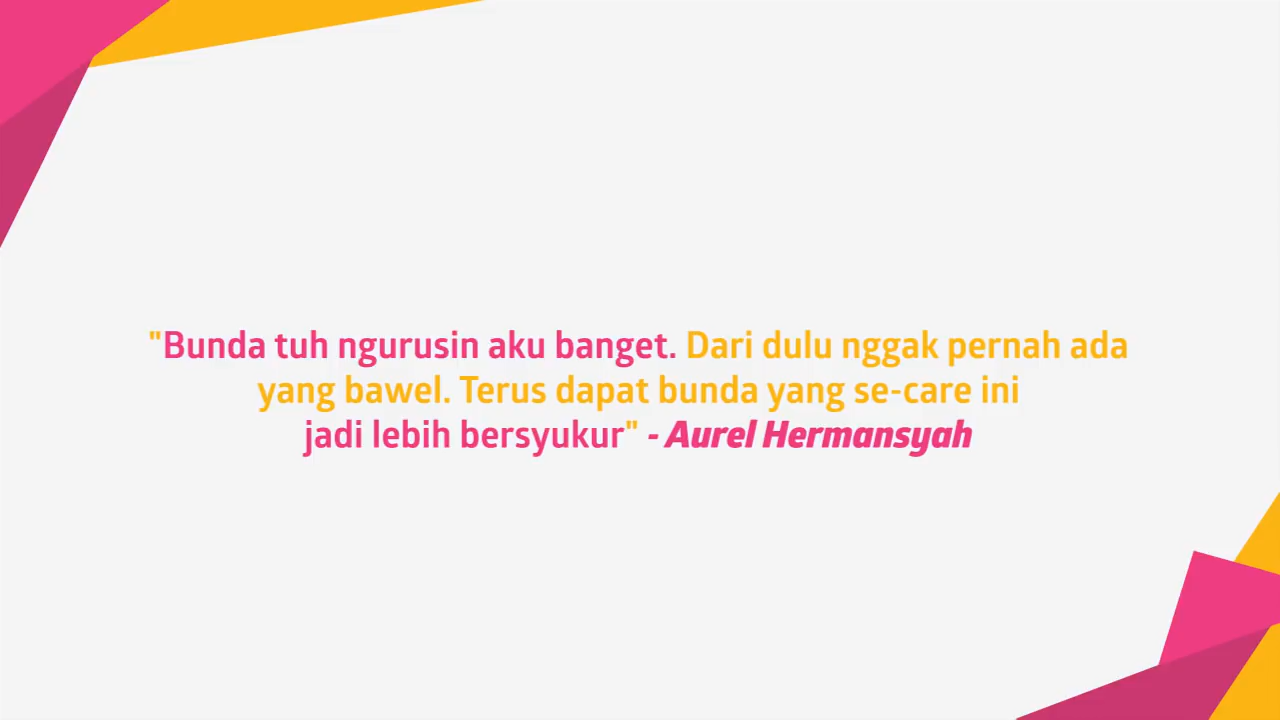 "Bunda tuh ngurusin aku banget. Dari dulu nggak pernah ada
yang bawel. Terus dapat bunda yang se-care ini
jadi lebih bersyukur" - Aurel Hermansyah